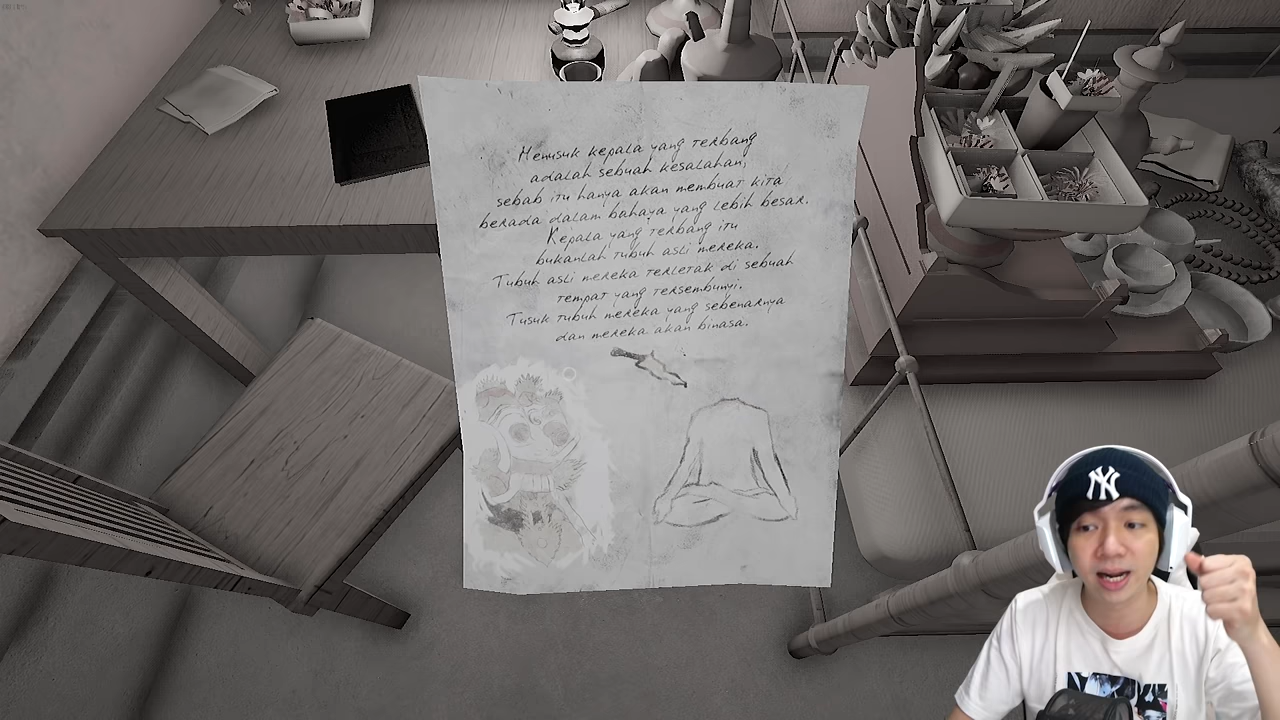 Menusuk kepala yang terbang
adalah sebuah kesalahan,
sebab itu hanya akan membuat kita
berada dalam bahaya yang lebih besar.
Kepala yang terbang itu
bukanlah tubuh asli mereka.
Tubuh asli mereka terletak di sebuah
tempat yang tersembunyi.
Tusuk tubuh mereka yang sebenarnya
dan mereka akan binasa.
NY